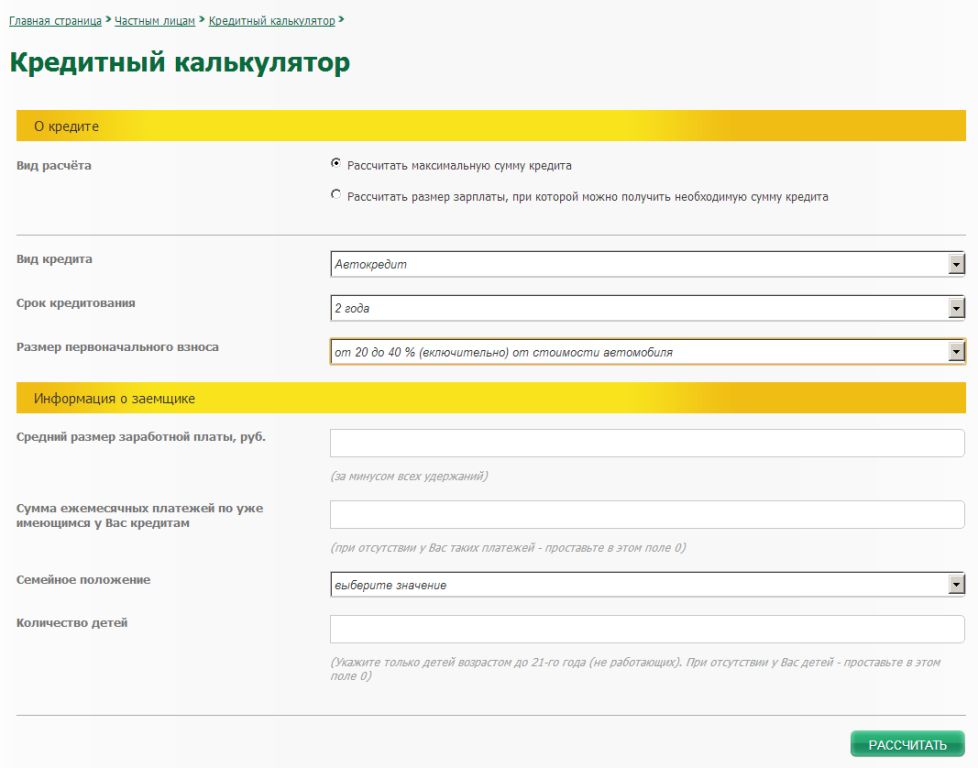 Главная страница > Частным лицам > Кредитный калькулятор >
Кредитный калькулятор
О кредите
Вид расчёта
Рассчитать максимальную сумму кредита
Рассчитать размер зарплаты, при которой можно получить необходимую сумму кредита
Вид кредита
Автокредит
Срок кредитования
2 года
Размер первоначального взноса
от 20 до 40 % (включительно) от стоимости автомобиля
Информация о заемщике
Средний размер заработной платы, руб.
(за минусом всех удержаний)
Сумма ежемесячных платежей по уже
имеющимся у Вас кредитам
(при отсутствии у Вас таких платежей - проставьте в этом поле 0)
Семейное положение
выберите значение
Количество детей
(Укажите только детей возрастом до 21-го года (не работающих). При отсутствии у Вас детей - проставьте в этом
поле 0)
РАССЧИТАТЬ